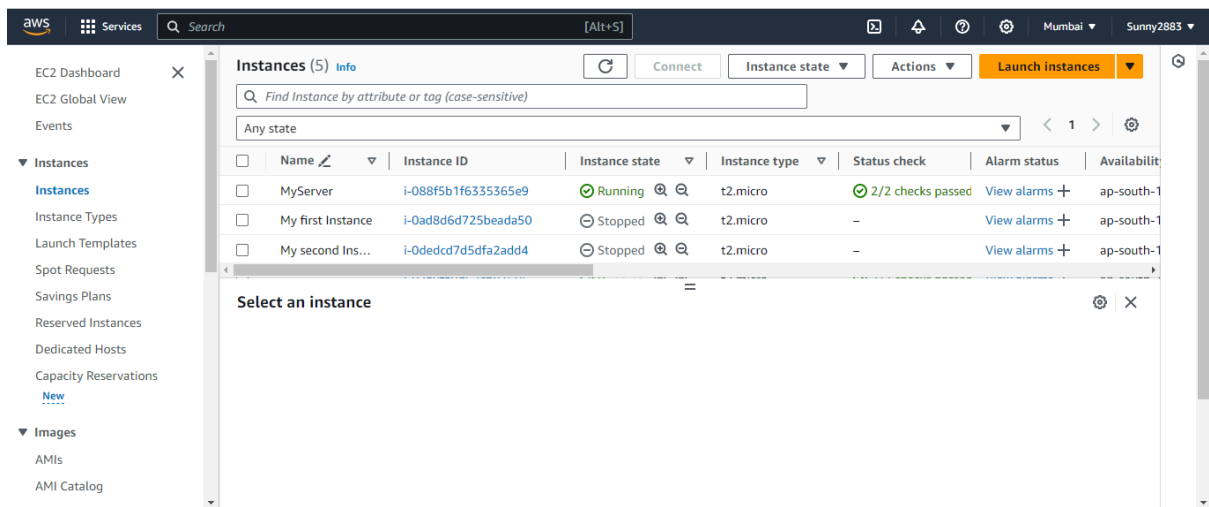 aws Services Search [Alt+S] Mumbai Sunny2883
EC2 Dashboard
EC2 Global View
Events
Instances
Instances
Instance Types
Launch Templates
Spot Requests
Savings Plans
Reserved Instances
Dedicated Hosts
Capacity Reservations
New
Images
AMIs
AMI Catalog
Instances (5) Info Connect Instance state Actions Launch instances
Find Instance by attribute or tag (case-sensitive)
Any state 1
Name Instance ID Instance state Instance type Status check Alarm status Availabilit
MyServer i-088f5b1f6335365e9 Running t2.micro 2/2 checks passed View alarms + ap-south-1
My first Instance i-0ad8d6d725beada50 Stopped t2.micro – View alarms + ap-south-1
My second Ins... i-0dedcd7d5dfa2add4 Stopped t2.micro – View alarms + ap-south-1
Select an instance